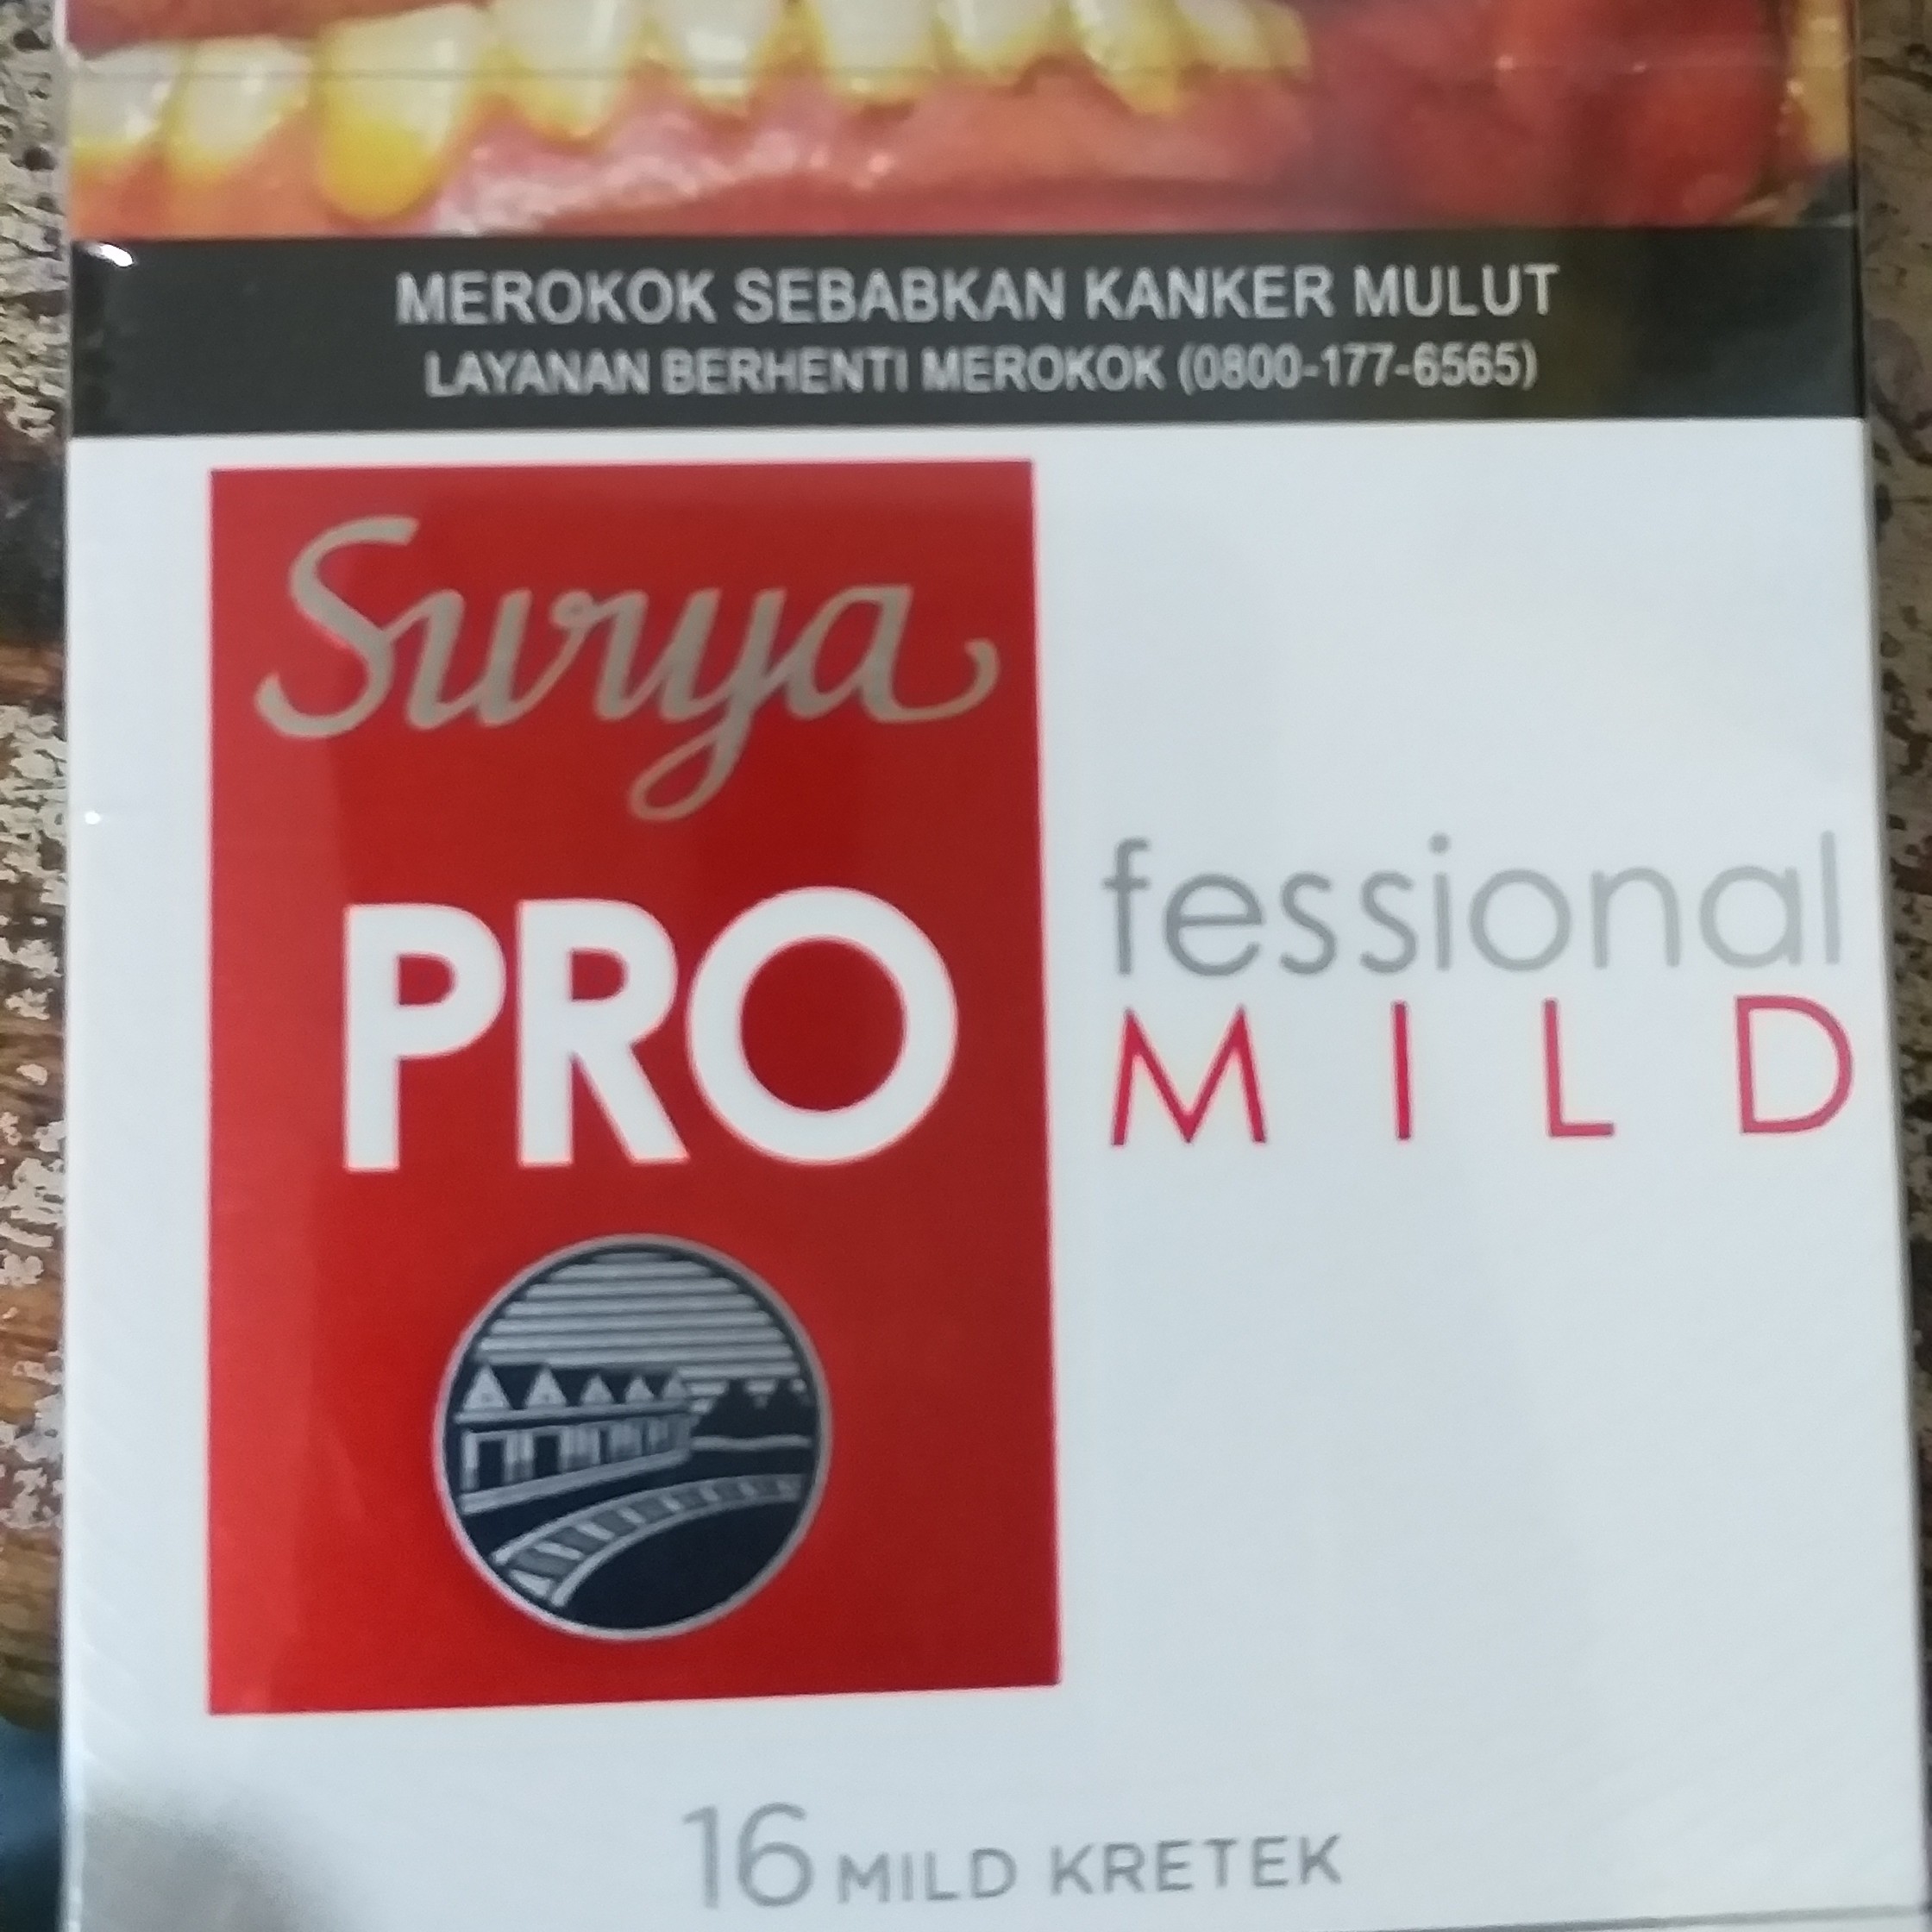 MEROKOK SEBABKAN KANKER MULUT
LAYANAN BERHENTI MEROKOK (0800-177-6565)
Surya
PRO fessional
MILD
16 MILD KRETEK